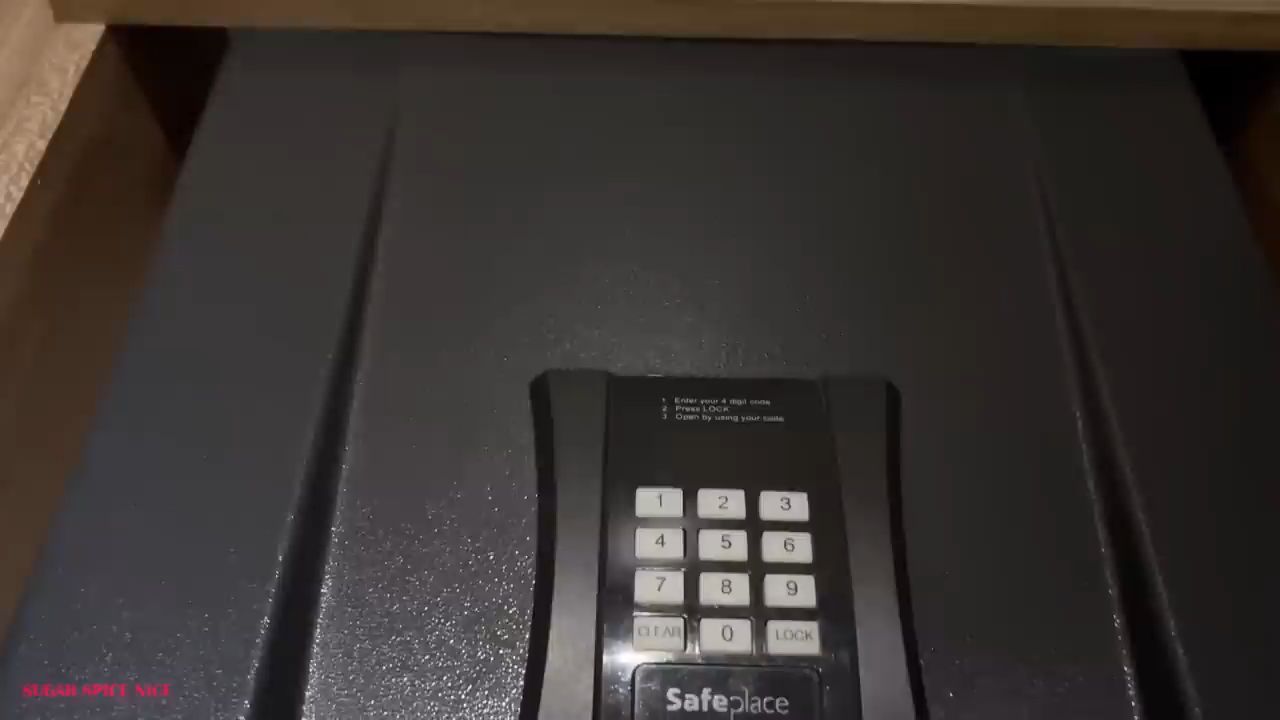 1 Enter your 4 digit code
2 Press LOCK
3 Open by using your code
1 2 3
4 5 6
7 8 9
CLEAR 0 LOCK
Safeplace
SUGAR SPICE NICE